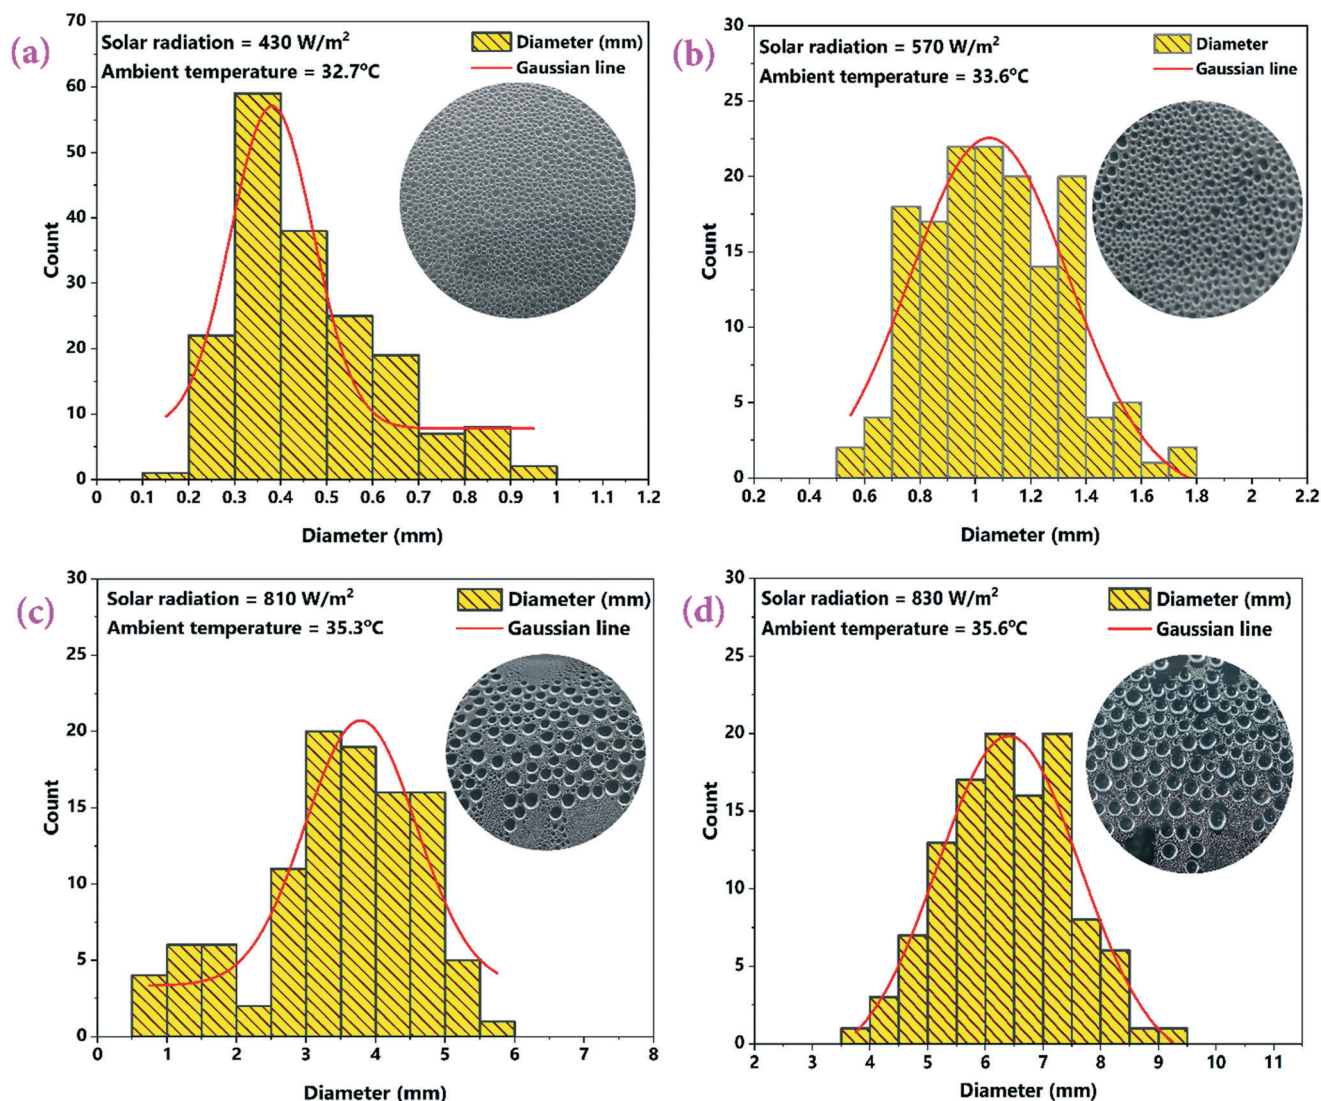 (a)
Solar radiation = 430 W/m²
Ambient temperature = 32.7°C
Diameter (mm)
Gaussian line
70
60
50
40
30
20
10
0
Count
0 0.1 0.2 0.3 0.4 0.5 0.6 0.7 0.8 0.9 1 1.1 1.2
Diameter (mm)
(b)
Solar radiation = 570 W/m²
Ambient temperature = 33.6°C
Diameter
Gaussian line
30
25
20
15
10
5
0
Count
0.2 0.4 0.6 0.8 1 1.2 1.4 1.6 1.8 2 2.2
Diameter (mm)
(c)
Solar radiation = 810 W/m²
Ambient temperature = 35.3°C
Diameter (mm)
Gaussian line
30
25
20
15
10
5
0
Count
0 1 2 3 4 5 6 7 8
Diameter (mm)
(d)
Solar radiation = 830 W/m²
Ambient temperature = 35.6°C
Diameter (mm)
Gaussian line
30
25
20
15
10
5
0
Count
2 3 4 5 6 7 8 9 10 11
Diameter (mm)